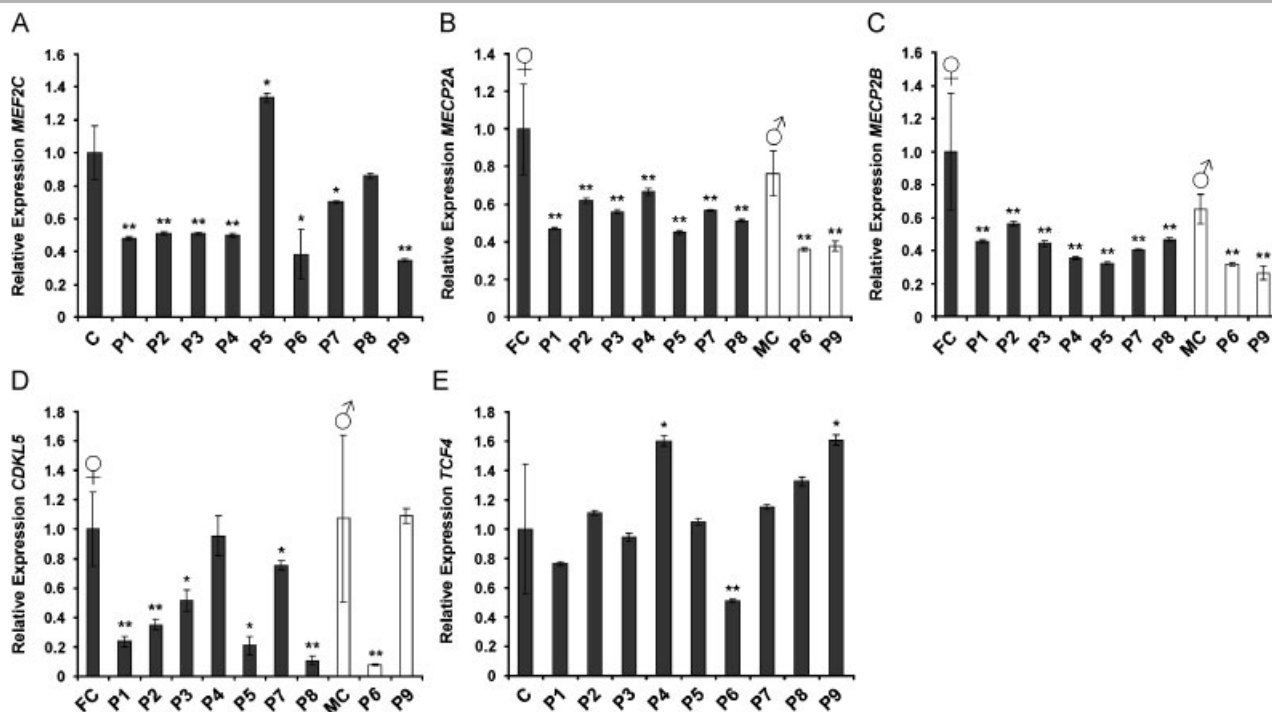 A
Relative Expression MEF2C
1.6
1.4
1.2
1.0
0.8
0.6
0.4
0.2
0
** ** ** ** * * * **
C P1 P2 P3 P4 P5 P6 P7 P8 P9
B
Relative Expression MECP2A
1.4
1.2
1.0
0.8
0.6
0.4
0.2
0
♀ ♂
** ** ** ** ** ** ** ** **
FC P1 P2 P3 P4 P5 P7 P8 MC P6 P9
C
Relative Expression MECP2B
1.6
1.4
1.2
1.0
0.8
0.6
0.4
0.2
0
♀ ♂
** ** ** ** ** ** ** ** **
FC P1 P2 P3 P4 P5 P7 P8 MC P6 P9
D
Relative Expression CDKL5
1.8
1.6
1.4
1.2
1.0
0.8
0.6
0.4
0.2
0
♀ ♂
** ** * * * ** **
FC P1 P2 P3 P4 P5 P7 P8 MC P6 P9
E
Relative Expression TCF4
1.8
1.6
1.4
1.2
1.0
0.8
0.6
0.4
0.2
0
* ** *
C P1 P2 P3 P4 P5 P6 P7 P8 P9